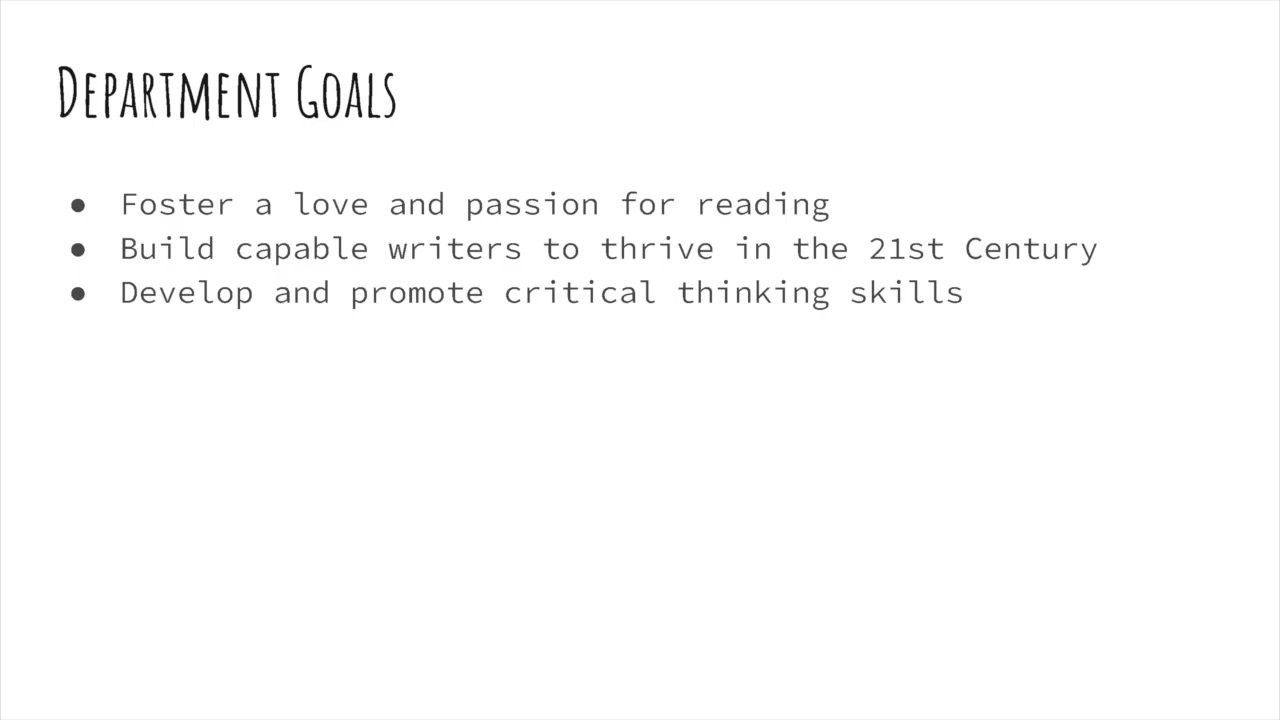 Department Goals
● Foster a love and passion for reading
● Build capable writers to thrive in the 21st Century
● Develop and promote critical thinking skills